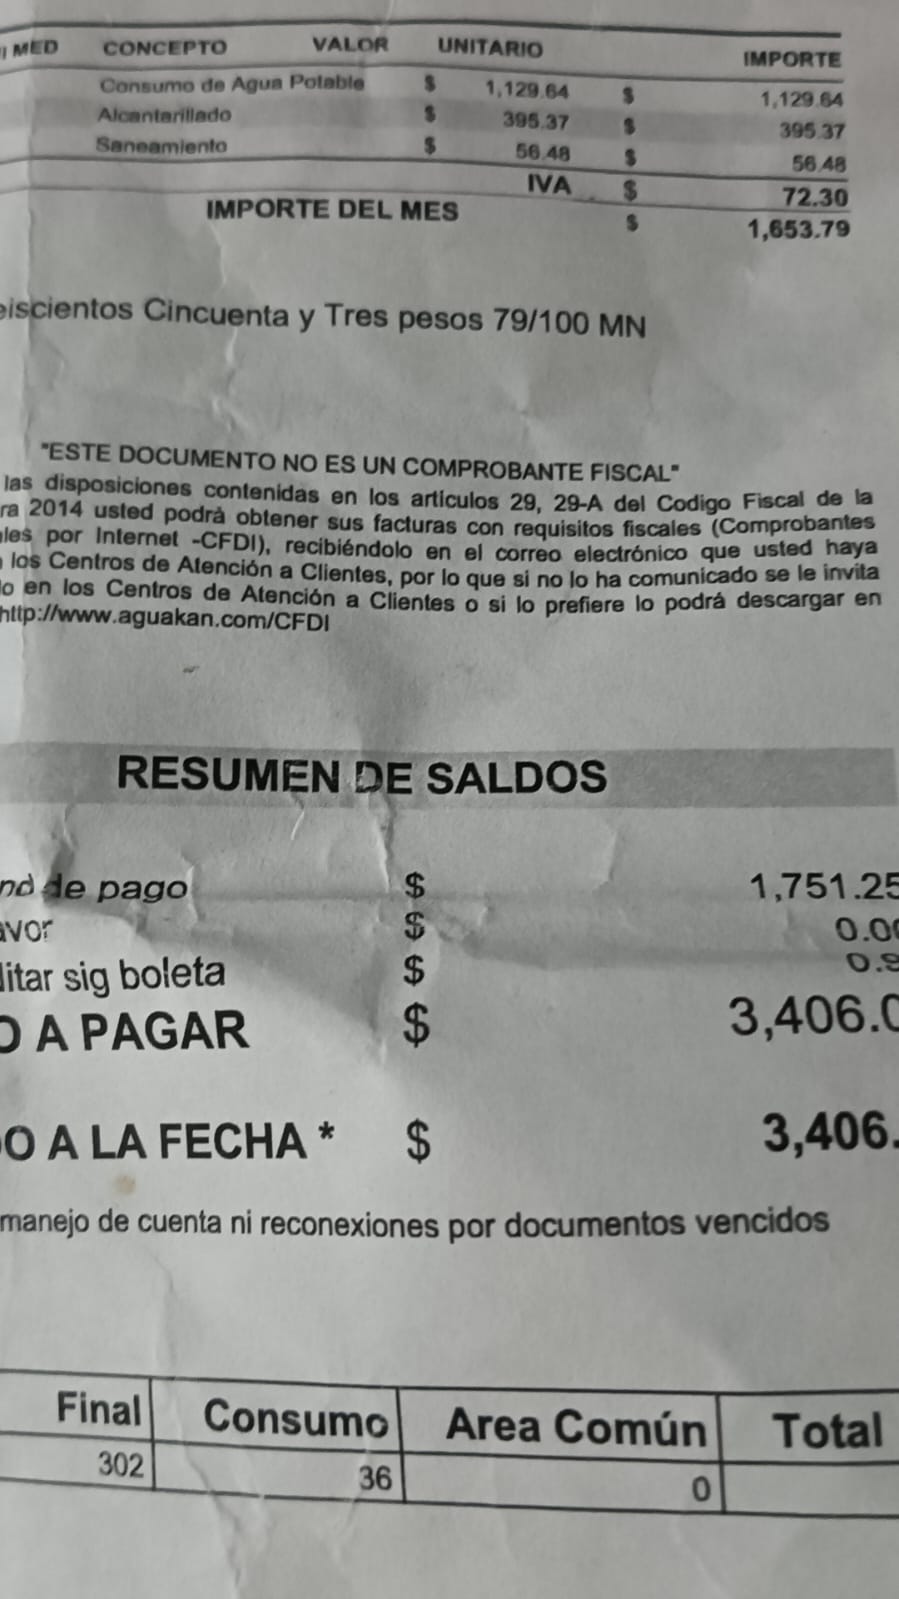 MED CONCEPTO VALOR UNITARIO IMPORTE
Consumo de Agua Potable $ 1,129.64 $ 1,129.64
Alcantarillado $ 395.37 $ 395.37
Saneamiento $ 56.48 $ 56.48
IVA $ 72.30
IMPORTE DEL MES $ 1,653.79
eiscientos Cincuenta y Tres pesos 79/100 MN
"ESTE DOCUMENTO NO ES UN COMPROBANTE FISCAL"
las disposiciones contenidas en los artículos 29, 29-A del Codigo Fiscal de la
ra 2014 usted podrá obtener sus facturas con requisitos fiscales (Comprobantes
ales por Internet -CFDI), recibiéndolo en el correo electrónico que usted haya
los Centros de Atención a Clientes, por lo que si no lo ha comunicado se le invita
lo en los Centros de Atención a Clientes o si lo prefiere lo podrá descargar en
http://www.aguakan.com/CFDI
RESUMEN DE SALDOS
nd de pago $ 1,751.25
avor $ 0.0
litar sig boleta $ 0.9
O A PAGAR $ 3,406.0
O A LA FECHA * $ 3,406.
manejo de cuenta ni reconexiones por documentos vencidos
Final Consumo Area Común Total
302 36 0